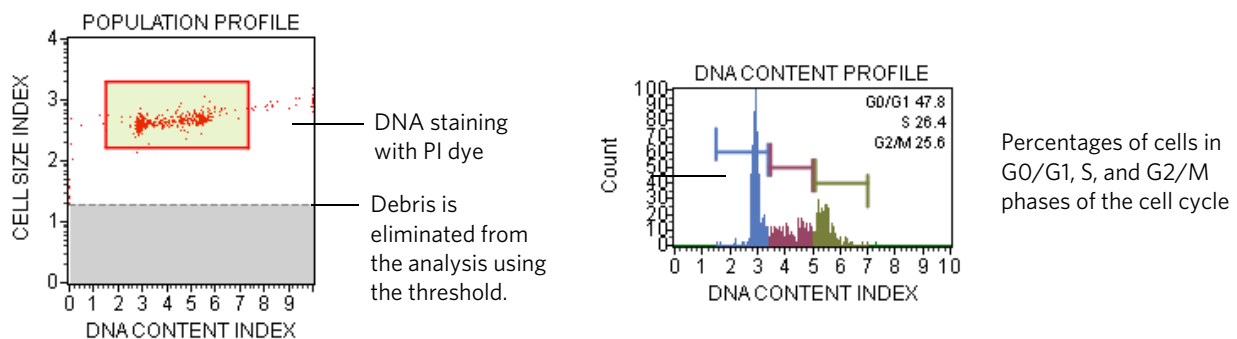 POPULATION PROFILE
4
3
2
1
0
CELL SIZE INDEX
0 1 2 3 4 5 6 7 8 9
DNA CONTENT INDEX
DNA staining
with PI dye
Debris is
eliminated from
the analysis using
the threshold.
DNA CONTENT PROFILE
G0/G1 47.8
S 26.4
G2/M 25.6
100
90
80
70
60
50
40
30
20
10
0
Count
0 1 2 3 4 5 6 7 8 9 10
DNA CONTENT INDEX
Percentages of cells in
G0/G1, S, and G2/M
phases of the cell cycle